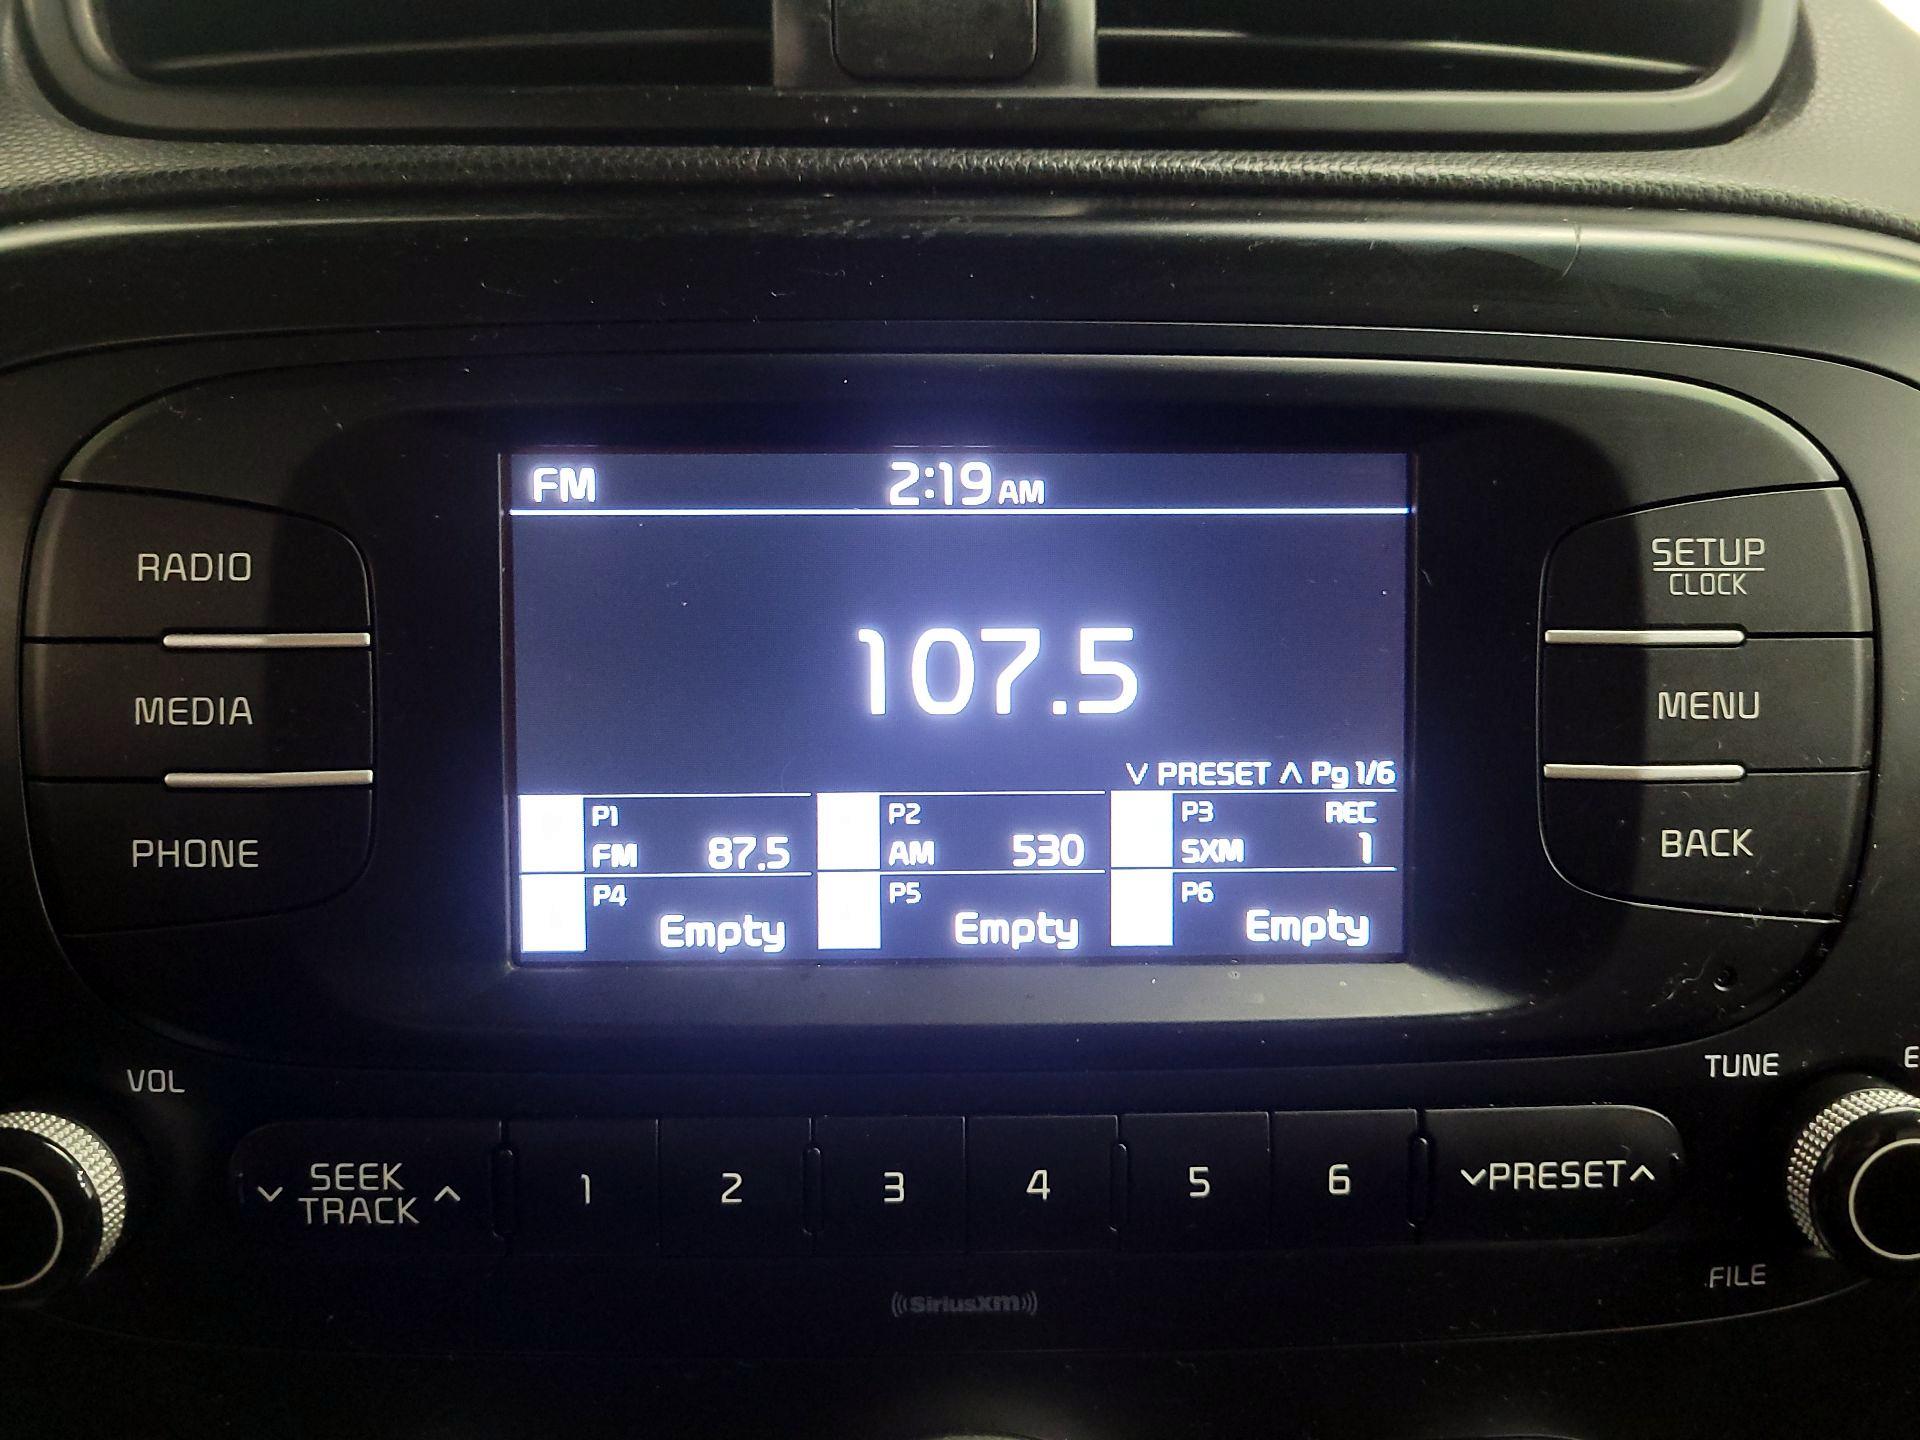 FM 2:19 AM
107.5
∨ PRESET ∧ Pg 1/6
P1
FM 87.5
P2
AM 530
P3 REC
SXM 1
P4
Empty
P5
Empty
P6
Empty
RADIO
MEDIA
PHONE
SETUP
CLOCK
MENU
BACK
VOL
TUNE
E
∨ SEEK ∧
TRACK
1 2 3 4 5 6
∨PRESET∧
FILE
((SiriusXM))